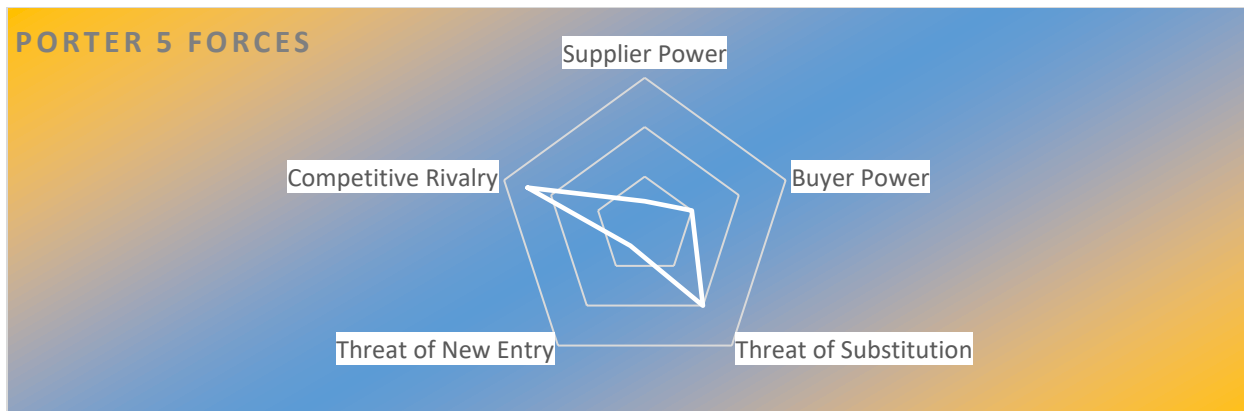 PORTER 5 FORCES
Supplier Power
Competitive Rivalry
Buyer Power
Threat of New Entry
Threat of Substitution